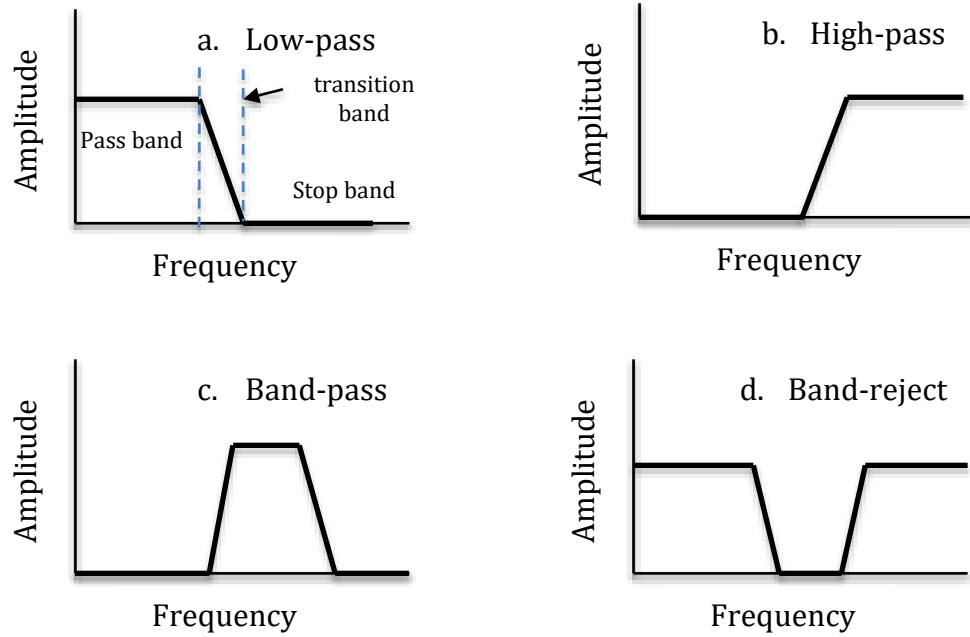 a. Low-pass
transition
band
Pass band
Stop band
Amplitude
Frequency
b. High-pass
Amplitude
Frequency
c. Band-pass
Amplitude
Frequency
d. Band-reject
Amplitude
Frequency